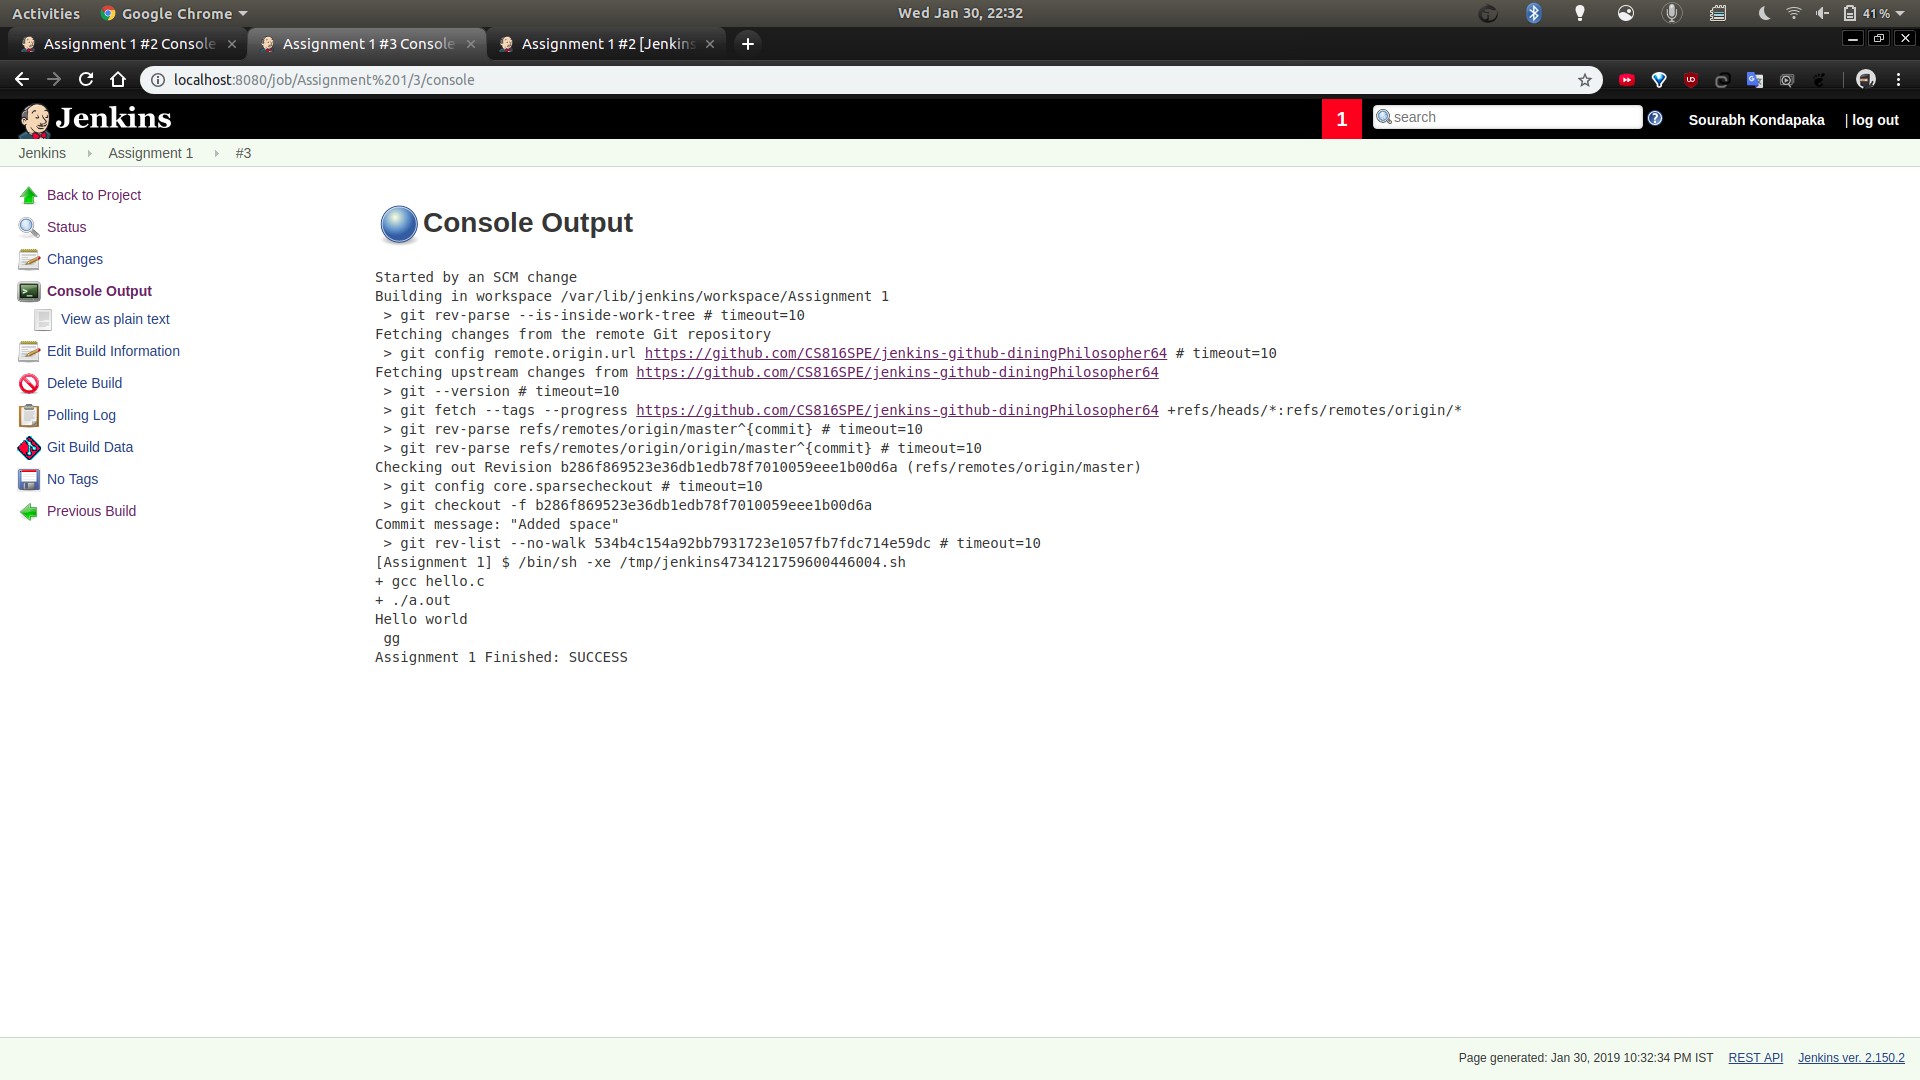 Activities Google Chrome Wed Jan 30, 22:32 41 %
Assignment 1 #2 Console Assignment 1 #3 Console Assignment 1 #2 [Jenkins
localhost:8080/job/Assignment%201/3/console
Jenkins 1 search Sourabh Kondapaka | log out
Jenkins Assignment 1 #3
Back to Project
Status
Changes
Console Output
View as plain text
Edit Build Information
Delete Build
Polling Log
Git Build Data
No Tags
Previous Build
Console Output
Started by an SCM change
Building in workspace /var/lib/jenkins/workspace/Assignment 1
 > git rev-parse --is-inside-work-tree # timeout=10
Fetching changes from the remote Git repository
 > git config remote.origin.url https://github.com/CS816SPE/jenkins-github-diningPhilosopher64 # timeout=10
Fetching upstream changes from https://github.com/CS816SPE/jenkins-github-diningPhilosopher64
 > git --version # timeout=10
 > git fetch --tags --progress https://github.com/CS816SPE/jenkins-github-diningPhilosopher64 +refs/heads/*:refs/remotes/origin/*
 > git rev-parse refs/remotes/origin/master^{commit} # timeout=10
 > git rev-parse refs/remotes/origin/origin/master^{commit} # timeout=10
Checking out Revision b286f869523e36db1edb78f7010059eee1b00d6a (refs/remotes/origin/master)
 > git config core.sparsecheckout # timeout=10
 > git checkout -f b286f869523e36db1edb78f7010059eee1b00d6a
Commit message: "Added space"
 > git rev-list --no-walk 534b4c154a92bb7931723e1057fb7fdc714e59dc # timeout=10
[Assignment 1] $ /bin/sh -xe /tmp/jenkins4734121759600446004.sh
+ gcc hello.c
+ ./a.out
Hello world
 gg
Assignment 1 Finished: SUCCESS
Page generated: Jan 30, 2019 10:32:34 PM IST REST API Jenkins ver. 2.150.2